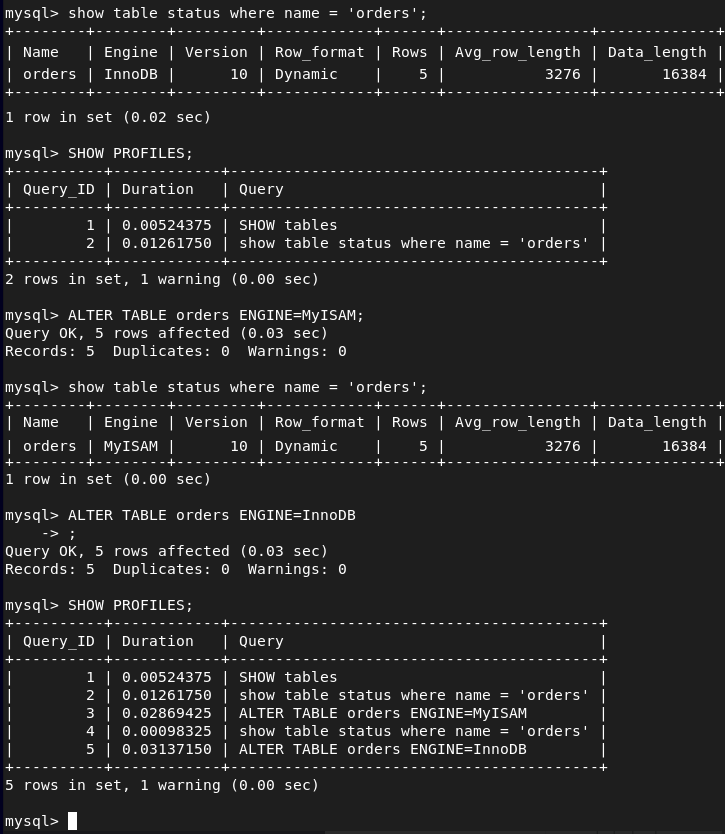 mysql> show table status where name = 'orders';
+--------+--------+---------+------------+------+----------------+-------------+
| Name   | Engine | Version | Row_format | Rows | Avg_row_length | Data_length |
| orders | InnoDB |      10 | Dynamic    |    5 |           3276 |       16384 |
+--------+--------+---------+------------+------+----------------+-------------+
1 row in set (0.02 sec)
mysql> SHOW PROFILES;
+----------+------------+-----------------------------------------+
| Query_ID | Duration   | Query                                   |
+----------+------------+-----------------------------------------+
|        1 | 0.00524375 | SHOW tables                             |
|        2 | 0.01261750 | show table status where name = 'orders' |
+----------+------------+-----------------------------------------+
2 rows in set, 1 warning (0.00 sec)
mysql> ALTER TABLE orders ENGINE=MyISAM;
Query OK, 5 rows affected (0.03 sec)
Records: 5  Duplicates: 0  Warnings: 0
mysql> show table status where name = 'orders';
+--------+--------+---------+------------+------+----------------+-------------+
| Name   | Engine | Version | Row_format | Rows | Avg_row_length | Data_length |
| orders | MyISAM |      10 | Dynamic    |    5 |           3276 |       16384 |
+--------+--------+---------+------------+------+----------------+-------------+
1 row in set (0.00 sec)
mysql> ALTER TABLE orders ENGINE=InnoDB
    -> ;
Query OK, 5 rows affected (0.03 sec)
Records: 5  Duplicates: 0  Warnings: 0
mysql> SHOW PROFILES;
+----------+------------+-----------------------------------------+
| Query_ID | Duration   | Query                                   |
+----------+------------+-----------------------------------------+
|        1 | 0.00524375 | SHOW tables                             |
|        2 | 0.01261750 | show table status where name = 'orders' |
|        3 | 0.02869425 | ALTER TABLE orders ENGINE=MyISAM        |
|        4 | 0.00098325 | show table status where name = 'orders' |
|        5 | 0.03137150 | ALTER TABLE orders ENGINE=InnoDB        |
+----------+------------+-----------------------------------------+
5 rows in set, 1 warning (0.00 sec)
mysql>